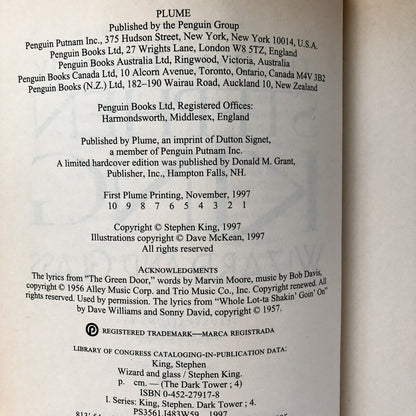 PLUME
Published by the Penguin Group
Penguin Putnam Inc., 375 Hudson Street, New York, New York 10014, U.S.A.
Penguin Books Ltd, 27 Wrights Lane, London W8 5TZ, England
Penguin Books Australia Ltd, Ringwood, Victoria, Australia
Penguin Books Canada Ltd, 10 Alcorn Avenue, Toronto, Ontario, Canada M4V 3B2
Penguin Books (N.Z.) Ltd, 182–190 Wairau Road, Auckland 10, New Zealand
Penguin Books Ltd, Registered Offices:
Harmondsworth, Middlesex, England
Published by Plume, an imprint of Dutton Signet,
a member of Penguin Putnam Inc.
A limited hardcover edition was published by Donald M. Grant,
Publisher, Inc., Hampton Falls, NH.
First Plume Printing, November, 1997
10 9 8 7 6 5 4 3 2 1
Copyright © Stephen King, 1997
Illustrations copyright © Dave McKean, 1997
All rights reserved
ACKNOWLEDGMENTS
The lyrics from "The Green Door," words by Marvin Moore, music by Bob Davis,
copyright © 1956 Alley Music Corp. and Trio Music Co., Inc. Copyright renewed. All
rights reserved. Used by permission. The lyrics from "Whole Lot-ta Shakin' Goin' On"
by Dave Williams and Sonny David, copyright © 1957.
P REGISTERED TRADEMARK—MARCA REGISTRADA
LIBRARY OF CONGRESS CATALOGING-IN-PUBLICATION DATA:
King, Stephen
Wizard and glass / Stephen King.
p. cm. — (The Dark Tower ; 4)
ISBN 0-452-27917-8
I. Series: King, Stephen. Dark Tower ; 4.
PS3561.I483W59 1997